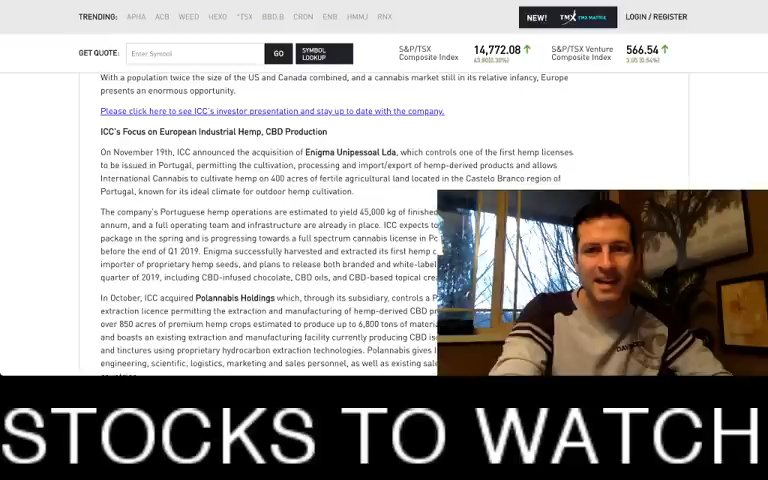 TRENDING: APHA ACB WEED HEXO ^TSX BBD.B CRON ENB HMMJ RNX NEW! TMX TMX MATTERS LOGIN / REGISTER
GET QUOTE: Enter Symbol GO SYMBOL LOOKUP S&P/TSX Composite Index 14,772.08 S&P/TSX Venture Composite Index 566.54
With a population twice the size of the US and Canada combined, and a cannabis market still in its relative infancy, Europe
presents an enormous opportunity.
Please click here to see ICC's investor presentation and stay up to date with the company.
ICC's Focus on European Industrial Hemp, CBD Production
On November 19th, ICC announced the acquisition of Enigma Unipessoal Lda, which controls one of the first hemp licenses
to be issued in Portugal, permitting the cultivation, processing and import/export of hemp-derived products and allows
International Cannabis to cultivate hemp on 400 acres of fertile agricultural land located in the Castelo Branco region of
Portugal, known for its ideal climate for outdoor hemp cultivation.
The company's Portuguese hemp operations are estimated to yield 45,000 kg of finished
annum, and a full operating team and infrastructure are already in place. ICC expects to
package in the spring and is progressing towards a full spectrum cannabis license in Po
before the end of Q1 2019. Enigma successfully harvested and extracted its first hemp c
importer of proprietary hemp seeds, and plans to release both branded and white-label
quarter of 2019, including CBD-infused chocolate, CBD oils, and CBD-based topical crea
In October, ICC acquired Polannabis Holdings which, through its subsidiary, controls a P
extraction licence permitting the extraction and manufacturing of hemp-derived CBD pr
over 850 acres of premium hemp crops estimated to produce up to 6,800 tons of materia
and boasts an existing extraction and manufacturing facility currently producing CBD iso
and tinctures using proprietary hydrocarbon extraction technologies. Polannabis gives I
engineering, scientific, logistics, marketing and sales personnel, as well as existing sale
STOCKS TO WATCH